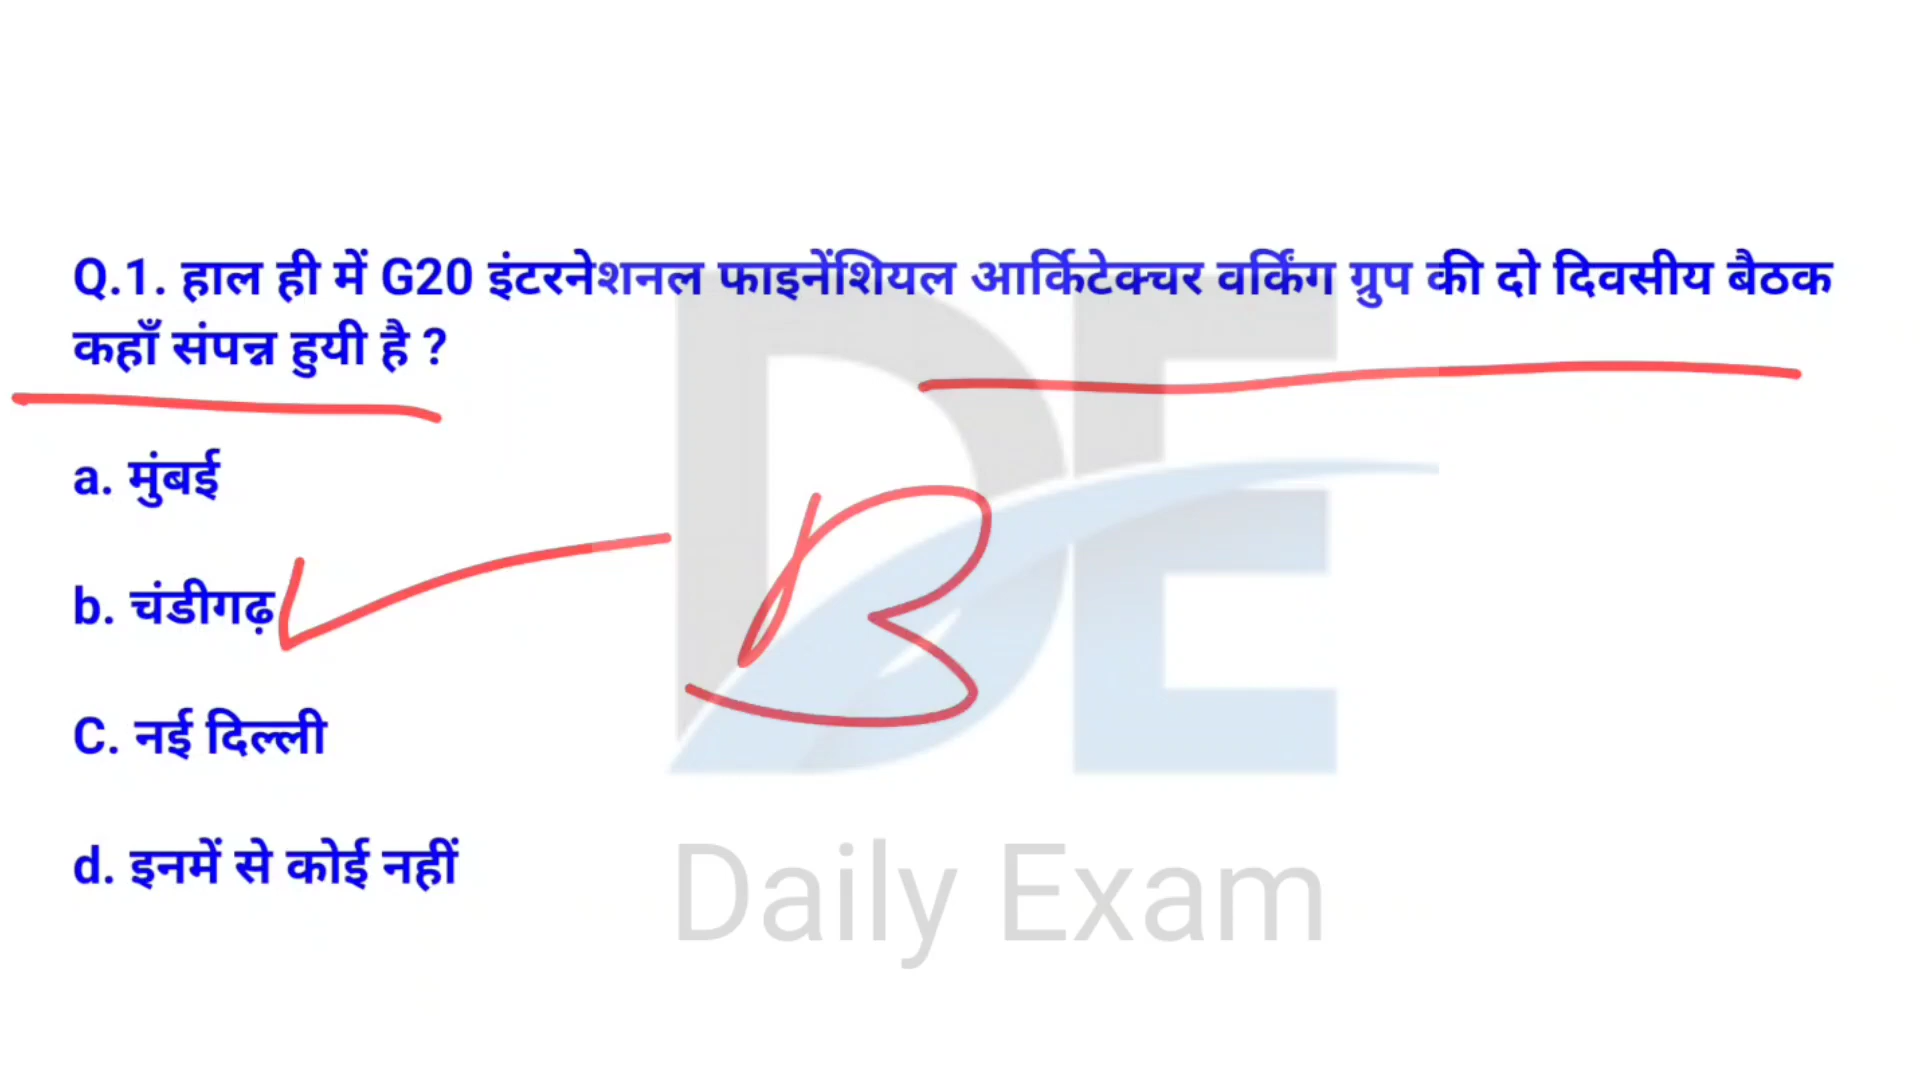 Q.1. हाल ही में G20 इंटरनेशनल फाइनेंशियल आर्किटेक्चर वर्किंग ग्रुप की दो दिवसीय बैठक
कहाँ संपन्न हुयी है ?
a. मुंबई
b. चंडीगढ़
C. नई दिल्ली
d. इनमें से कोई नहीं
B
DE
Daily Exam